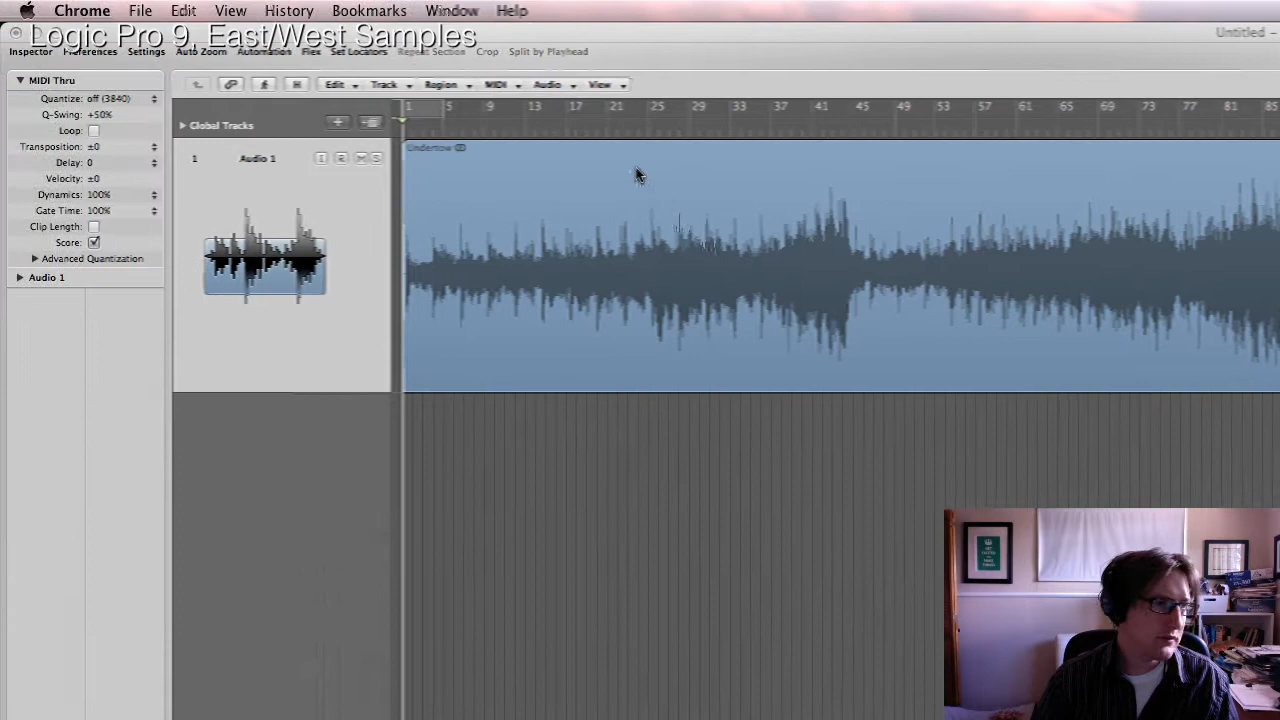 Chrome File Edit View History Bookmarks Window Help
Logic Pro 9, East/West Samples
Untitled –
Inspector Preferences Settings Auto Zoom Automation Flex Set Locators Repeat Section Crop Split by Playhead
MIDI Thru
Edit Track Region MIDI Audio View
Quantize: off (3840)
1 5 9 13 17 21 25 29 33 37 41 45 49 53 57 61 65 69 73 77 81 85
Q-Swing: +50%
Global Tracks
Loop:
Transposition: ±0
Undertow
Delay: 0
1 Audio 1 I R M S
Velocity: ±0
Dynamics: 100%
Gate Time: 100%
Clip Length:
Score:
Advanced Quantization
Audio 1